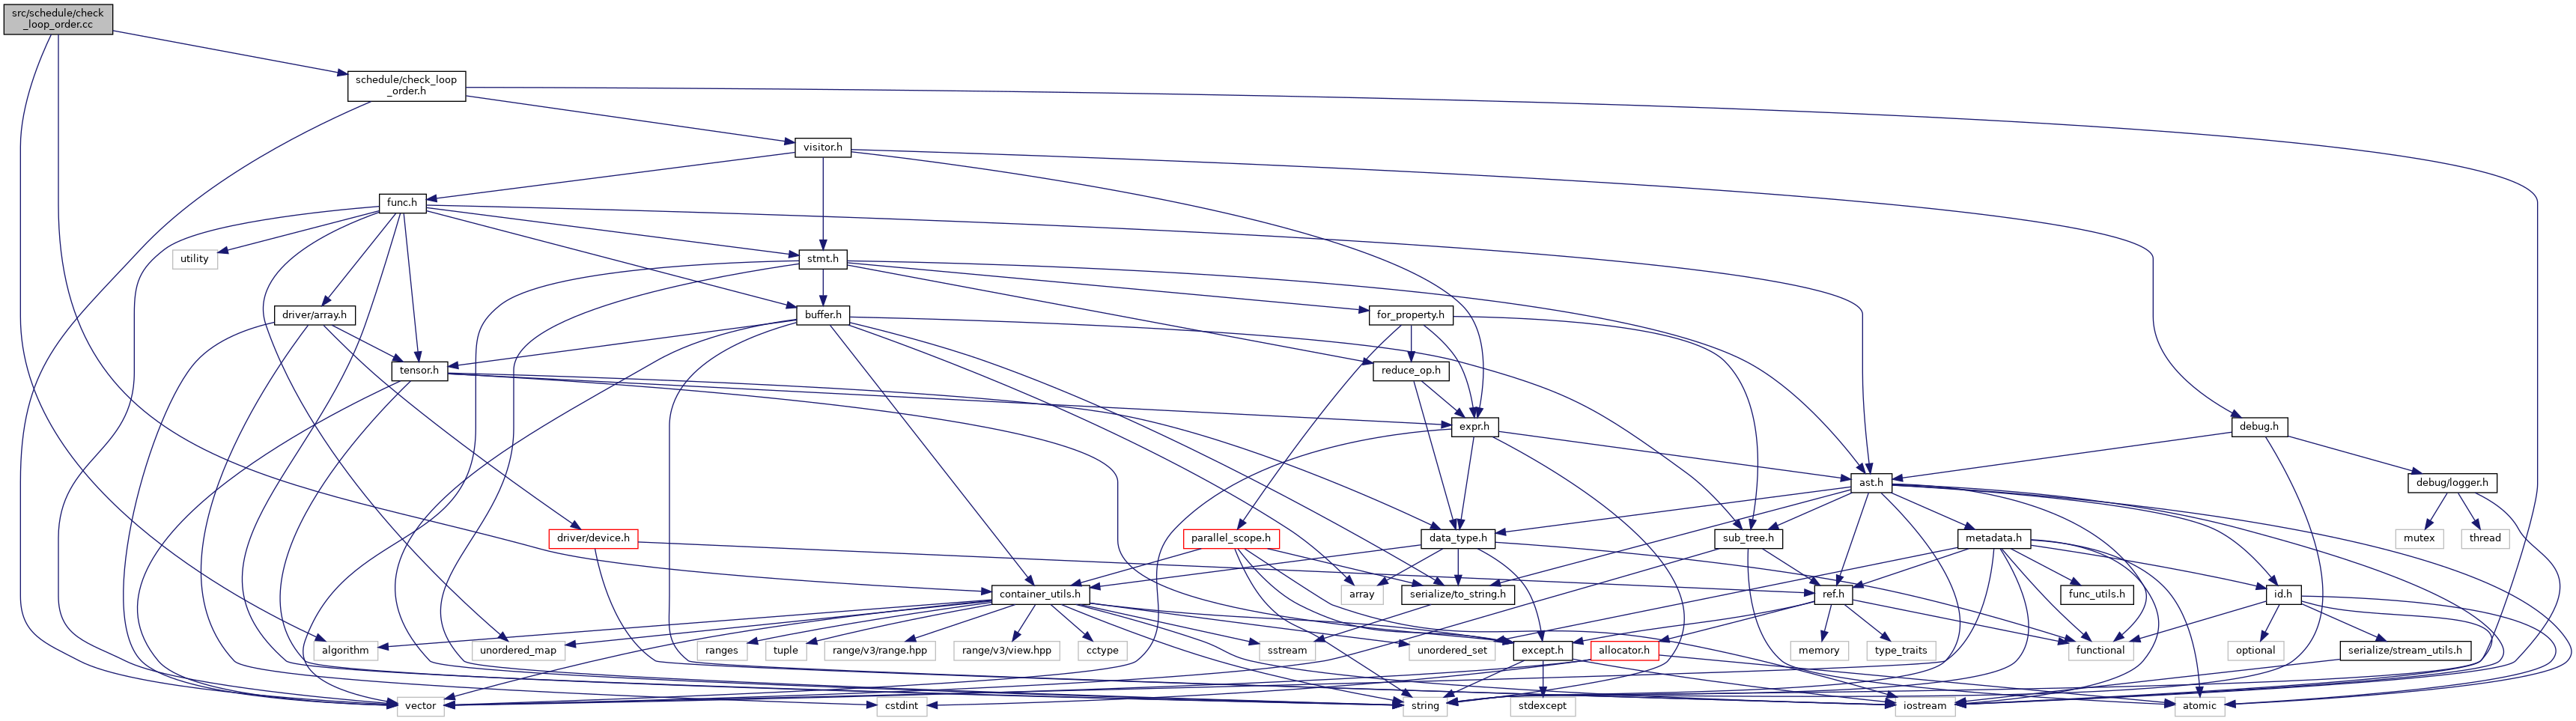 src/schedule/check
_loop_order.cc
schedule/check_loop
_order.h
visitor.h
func.h
utility
stmt.h
driver/array.h
buffer.h
for_property.h
tensor.h
reduce_op.h
expr.h
debug.h
ast.h
debug/logger.h
driver/device.h
parallel_scope.h
data_type.h
sub_tree.h
metadata.h
mutex
thread
container_utils.h
array
serialize/to_string.h
ref.h
func_utils.h
id.h
algorithm
unordered_map
ranges
tuple
range/v3/range.hpp
range/v3/view.hpp
cctype
sstream
unordered_set
except.h
allocator.h
memory
type_traits
functional
optional
serialize/stream_utils.h
vector
cstdint
string
stdexcept
iostream
atomic